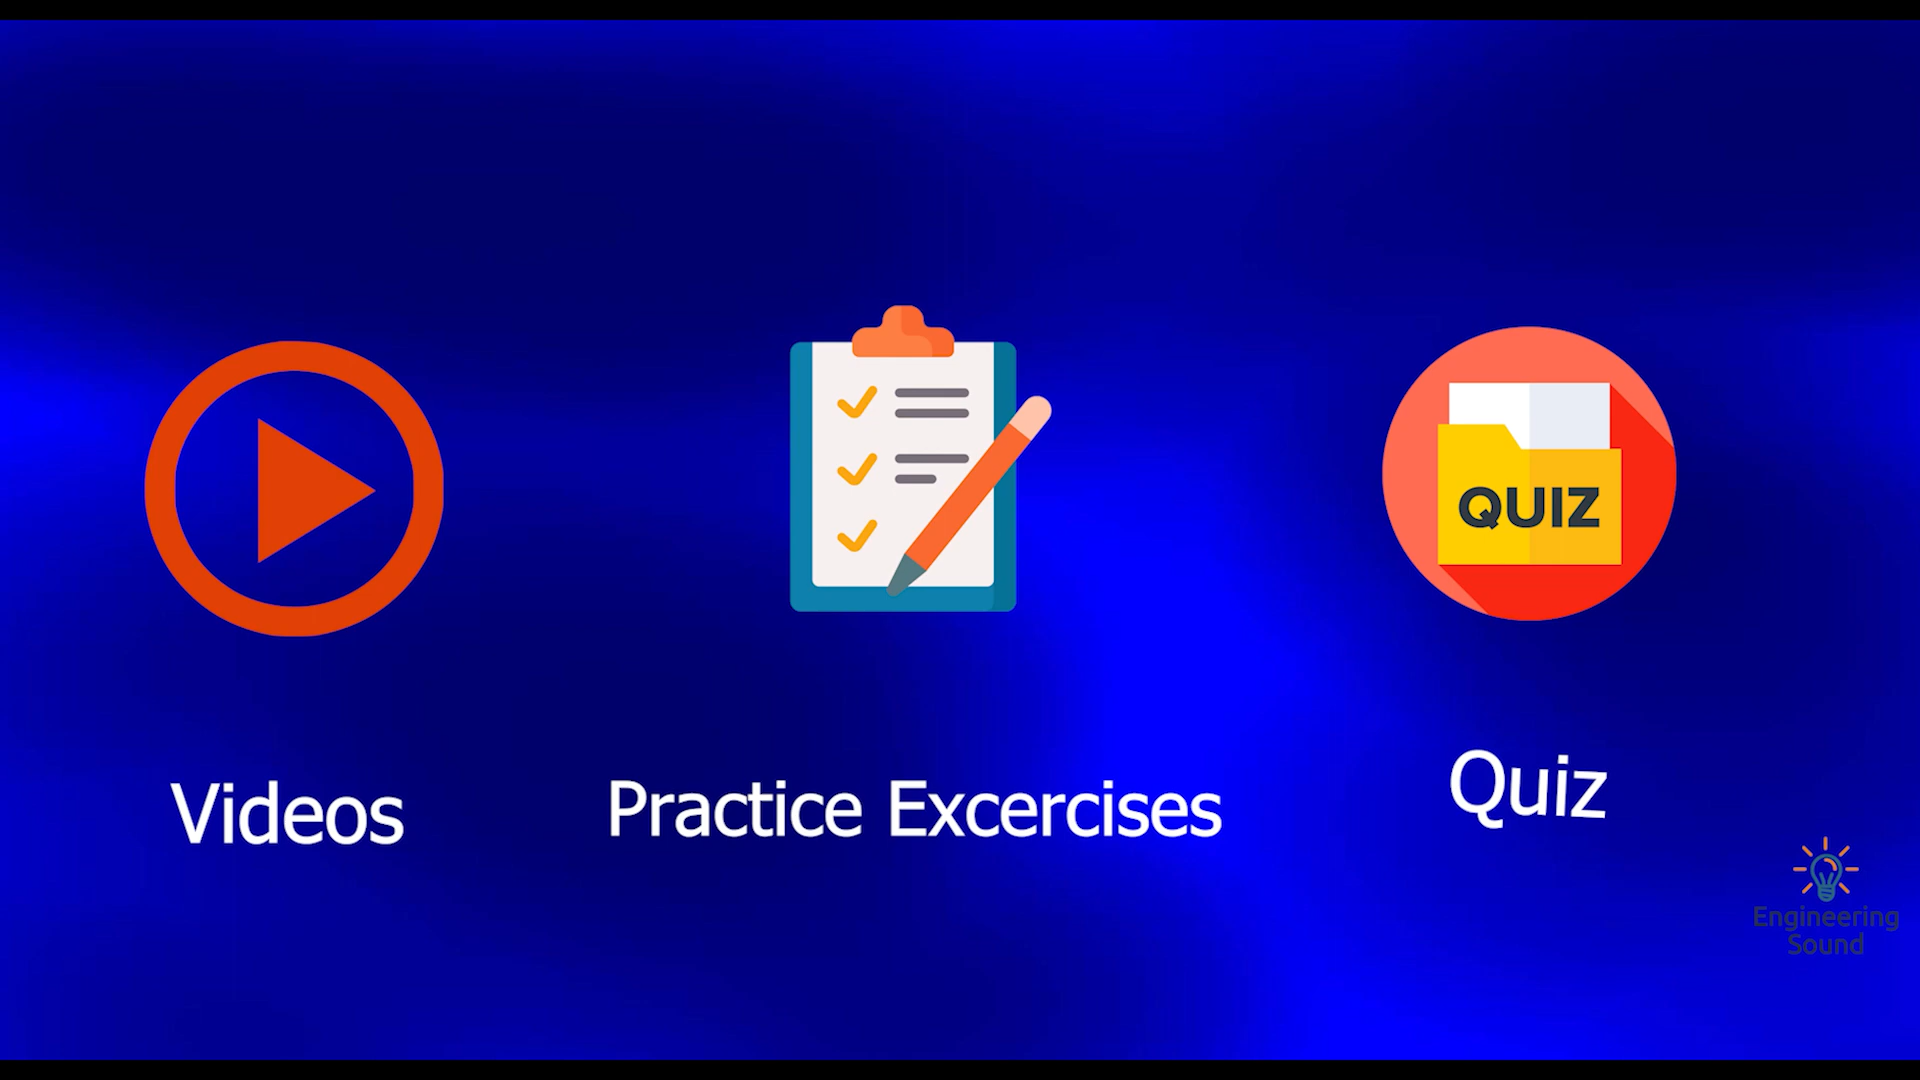 QUIZ
Videos
Practice Excercises
Quiz
Engineering
Sound